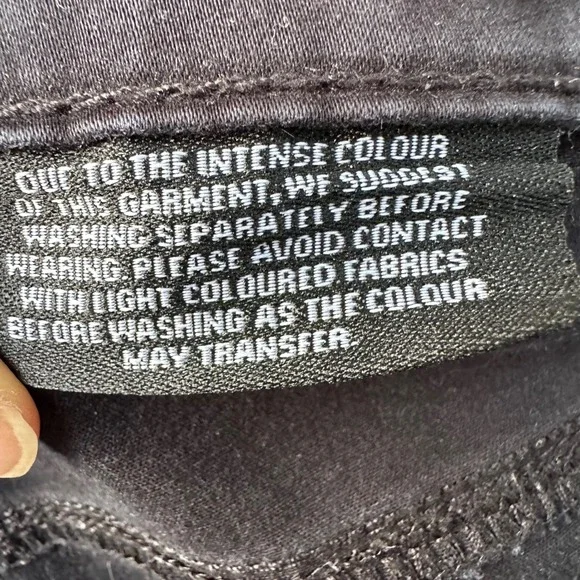 DUE TO THE INTENSE COLOUR
OF THIS GARMENT, WE SUGGEST
WASHING SEPARATELY BEFORE
WEARING. PLEASE AVOID CONTACT
WITH LIGHT COLOURED FABRICS
BEFORE WASHING AS THE COLOUR
MAY TRANSFER